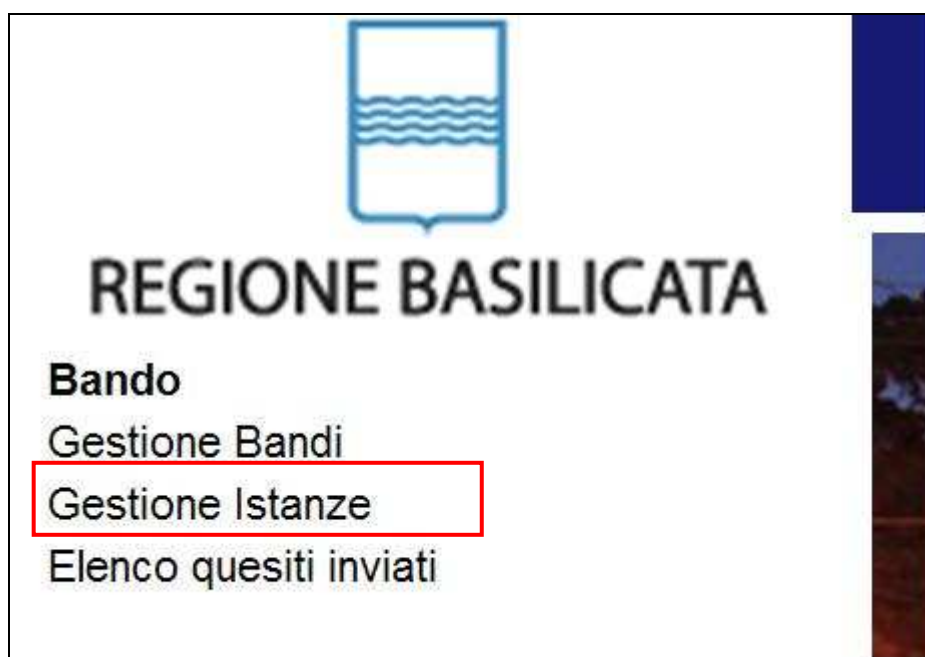 REGIONE BASILICATA
Bando
Gestione Bandi
Gestione Istanze
Elenco quesiti inviati